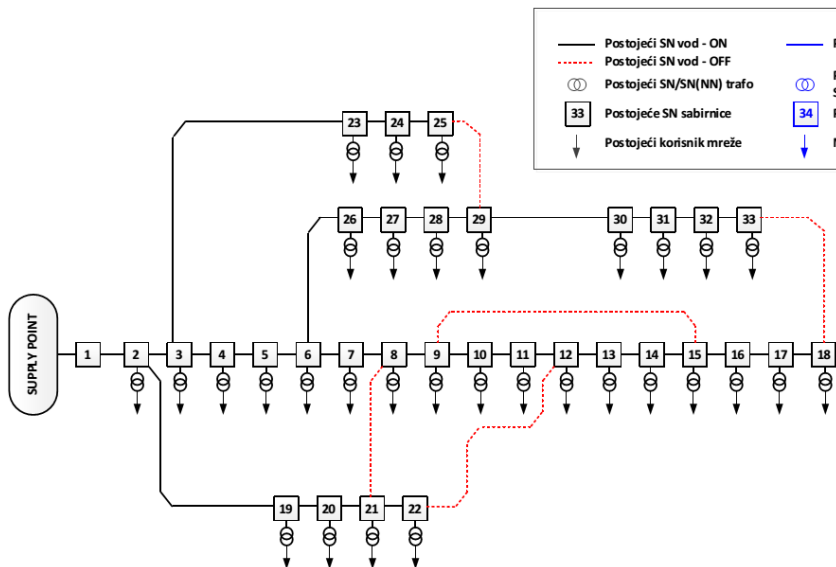 Postojeći SN vod - ON
P
Postojeći SN vod - OFF
Postojeći SN/SN(NN) trafo
P
S
33 Postojeće SN sabirnice
34 P
Postojeći korisnik mreže
N
23 24 25
26 27 28 29 30 31 32 33
SUPPLY POINT
1 2 3 4 5 6 7 8 9 10 11 12 13 14 15 16 17 18
19 20 21 22